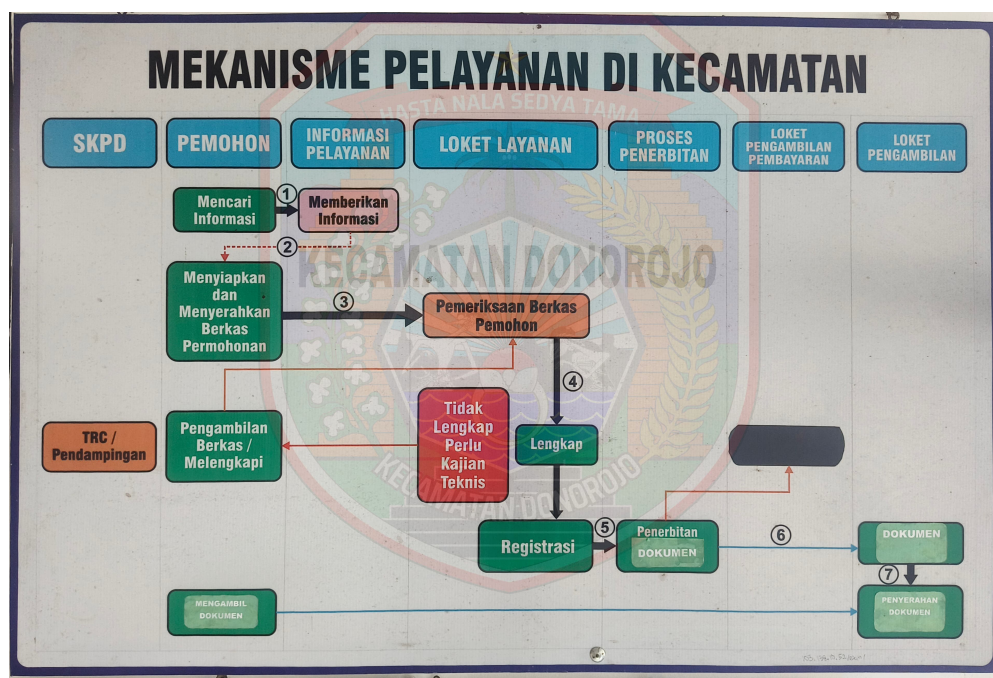 MEKANISME PELAYANAN DI KECAMATAN
HASTA NALA SEDYA TAMA
SKPD
PEMOHON
INFORMASI
PELAYANAN
LOKET LAYANAN
PROSES
PENERBITAN
LOKET
PENGAMBILAN
PEMBAYARAN
LOKET
PENGAMBILAN
Mencari
Informasi
1
Memberikan
Informasi
2
KECAMATAN DONOROJO
Menyiapkan
dan
Menyerahkan
Berkas
Permohonan
3
Pemeriksaan Berkas
Pemohon
4
TRC /
Pendampingan
Pengambilan
Berkas /
Melengkapi
Tidak
Lengkap
Perlu
Kajian
Teknis
Lengkap
KECAMATAN DONOROJO
Registrasi
5
Penerbitan
DOKUMEN
6
DOKUMEN
7
MENGAMBIL
DOKUMEN
PENYERAHAN
DOKUMEN